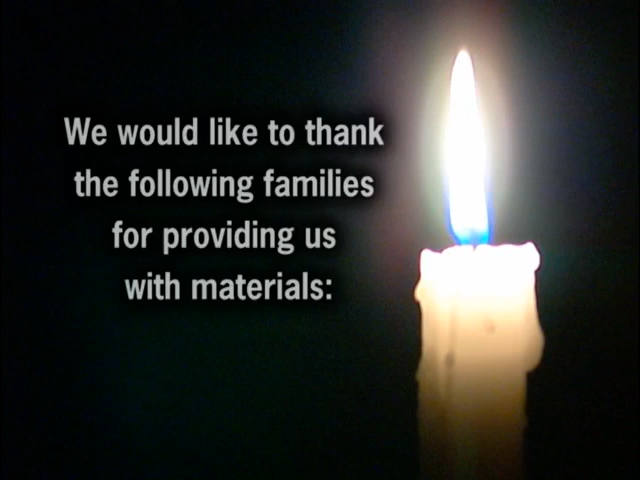 We would like to thank
the following families
for providing us
with materials: